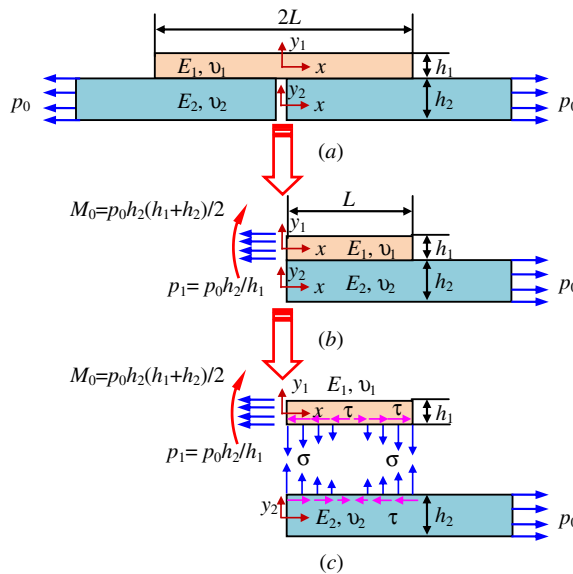 2L
y₁
E₁, υ₁
x
h₁
p₀
E₂, υ₂
y₂
x
h₂
p₀
(a)
M₀=p₀h₂(h₁+h₂)/2
L
y₁
x
E₁, υ₁
h₁
y₂
x
E₂, υ₂
h₂
p₀
p₁= p₀h₂/h₁
(b)
M₀=p₀h₂(h₁+h₂)/2
y₁
E₁, υ₁
x
τ
τ
h₁
p₁= p₀h₂/h₁
σ
σ
y₂
E₂, υ₂
τ
h₂
p₀
(c)